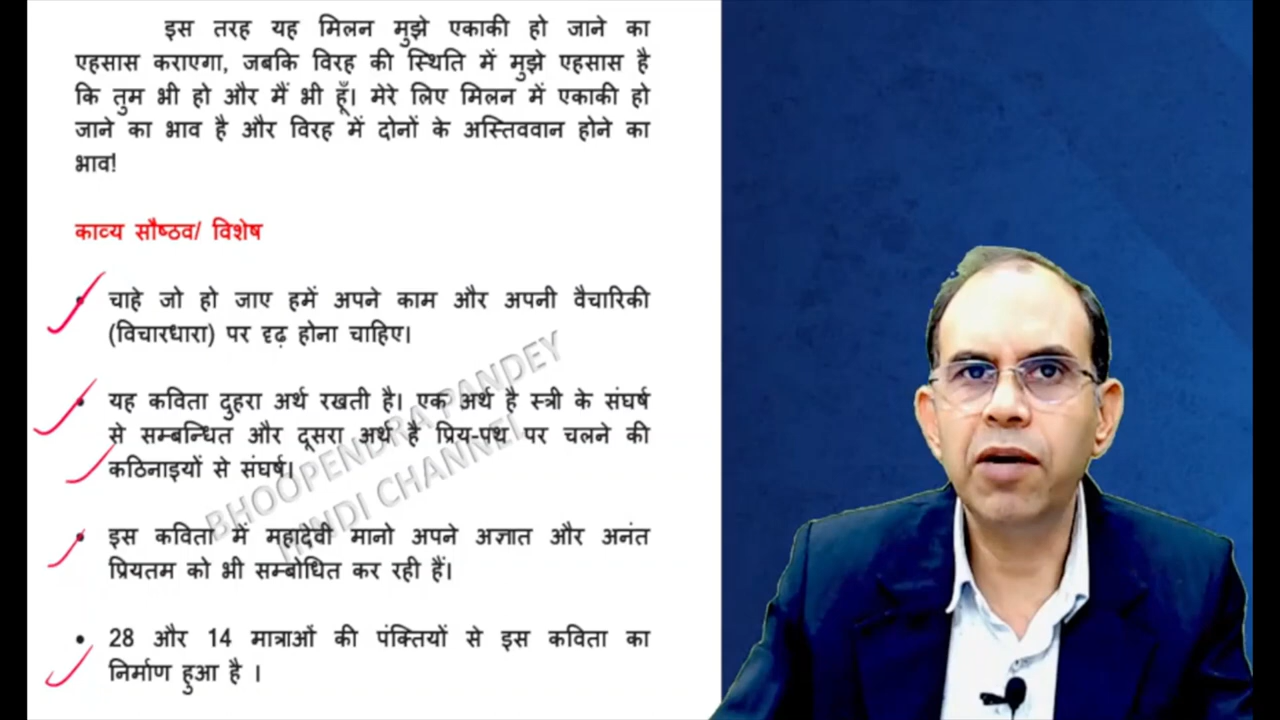 इस तरह यह मिलन मुझे एकाकी हो जाने का
एहसास कराएगा, जबकि विरह की स्थिति में मुझे एहसास है
कि तुम भी हो और मैं भी हूँ। मेरे लिए मिलन में एकाकी हो
जाने का भाव है और विरह में दोनों के अस्तिववान होने का
भाव!
काव्य सौष्ठव/ विशेष
• चाहे जो हो जाए हमें अपने काम और अपनी वैचारिकी
(विचारधारा) पर दृढ़ होना चाहिए।
• यह कविता दुहरा अर्थ रखती है। एक अर्थ है स्त्री के संघर्ष
से सम्बन्धित और दूसरा अर्थ है प्रिय-पथ पर चलने की
कठिनाइयों से संघर्ष।
• इस कविता में महादेवी मानो अपने अज्ञात और अनंत
प्रियतम को भी सम्बोधित कर रही हैं।
• 28 और 14 मात्राओं की पंक्तियों से इस कविता का
निर्माण हुआ है ।
BHOOPENDRA PANDEY
HINDI CHANNEL